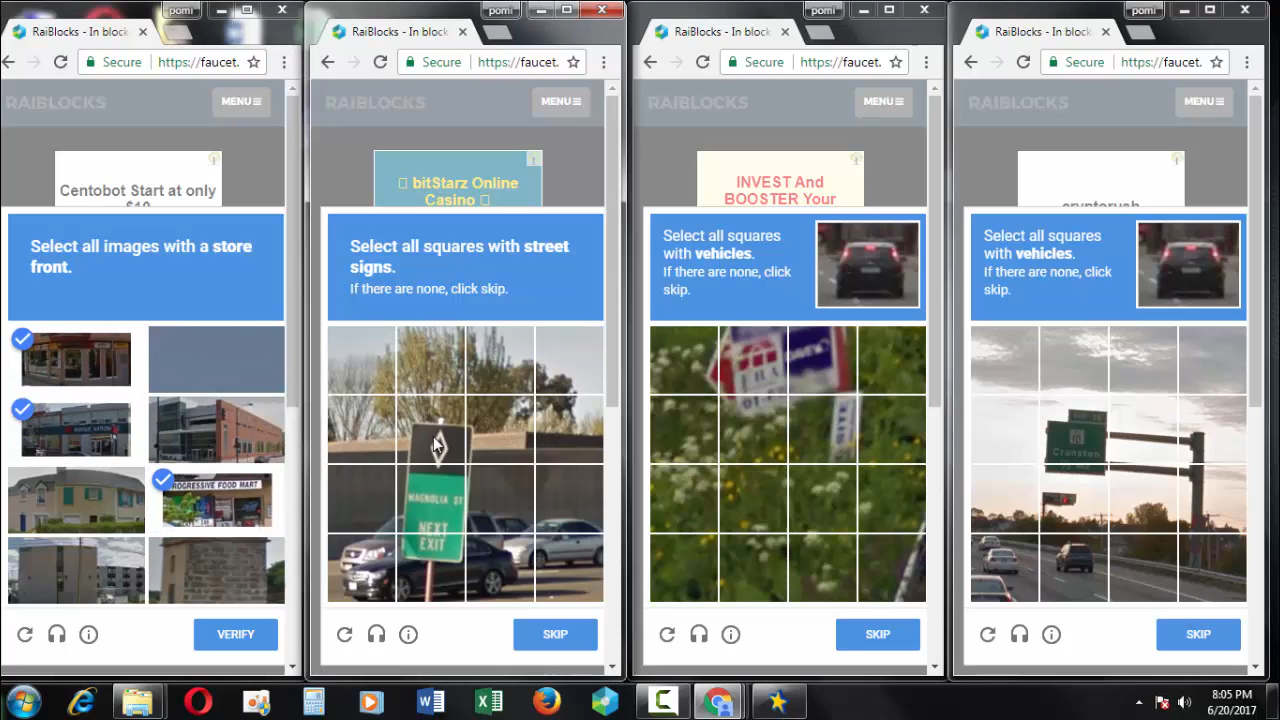 pomi
RaiBlocks - In block
Secure
https://faucet.
RAIBLOCKS
MENU
Centobot Start at only
$10
Select all images with a store
front.
PROGRESSIVE FOOD MART
VERIFY
pomi
RaiBlocks - In block
Secure
https://faucet.
RAIBLOCKS
MENU
bitStarz Online
Casino
Select all squares with street
signs.
If there are none, click skip.
MAGNOLIA ST
NEXT
EXIT
SKIP
pomi
RaiBlocks - In block
Secure
https://faucet.
RAIBLOCKS
MENU
INVEST And
BOOSTER Your
Select all squares
with vehicles.
If there are none, click
skip.
ERA
SKIP
pomi
RaiBlocks - In block
Secure
https://faucet.
RAIBLOCKS
MENU
cryptorush
Select all squares
with vehicles.
If there are none, click
skip.
10
Cranston
SKIP
8:05 PM
6/20/2017